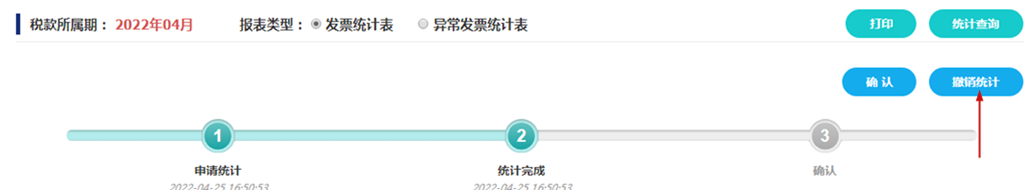 税款所属期： 2022年04月 报表类型： 发票统计表 异常发票统计表 打印 统计查询
确 认 撤销统计
1 2 3
申请统计 统计完成 确认
2022-04-25 16:50:53 2022-04-25 16:50:53